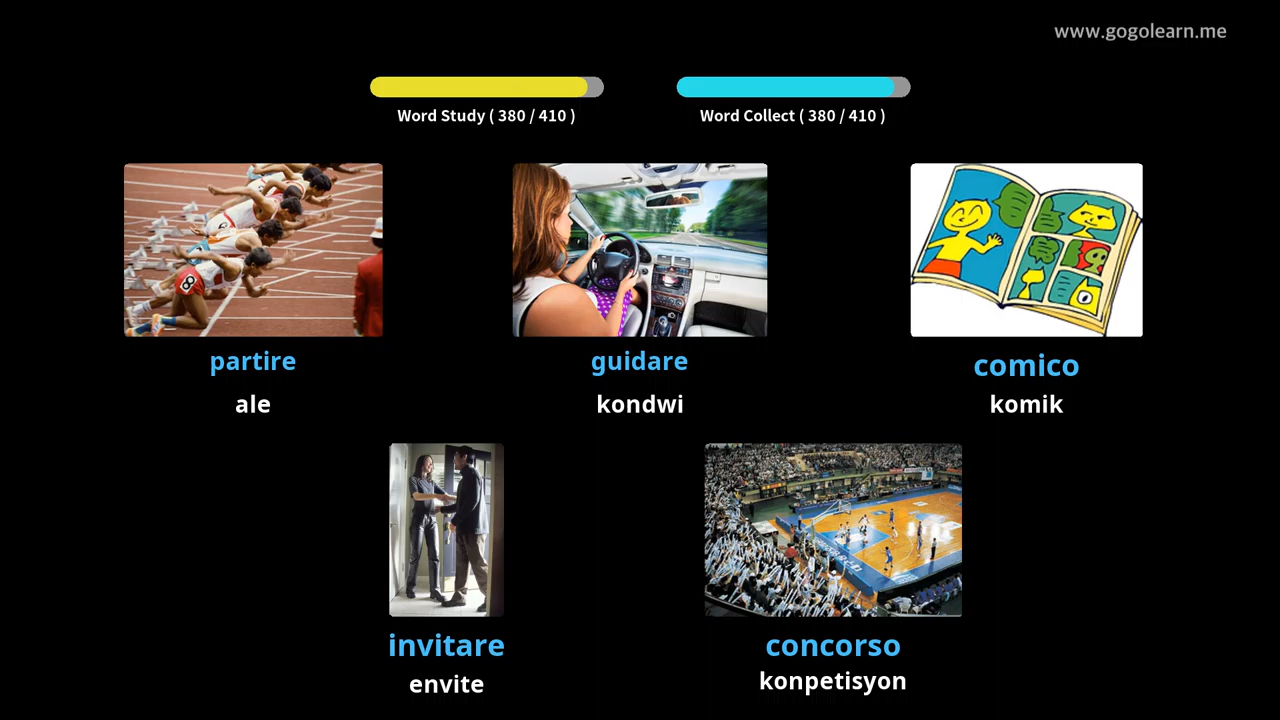 www.gogolearn.me
Word Study ( 380 / 410 )
Word Collect ( 380 / 410 )
partire
guidare
comico
ale
kondwi
komik
invitare
concorso
envite
konpetisyon